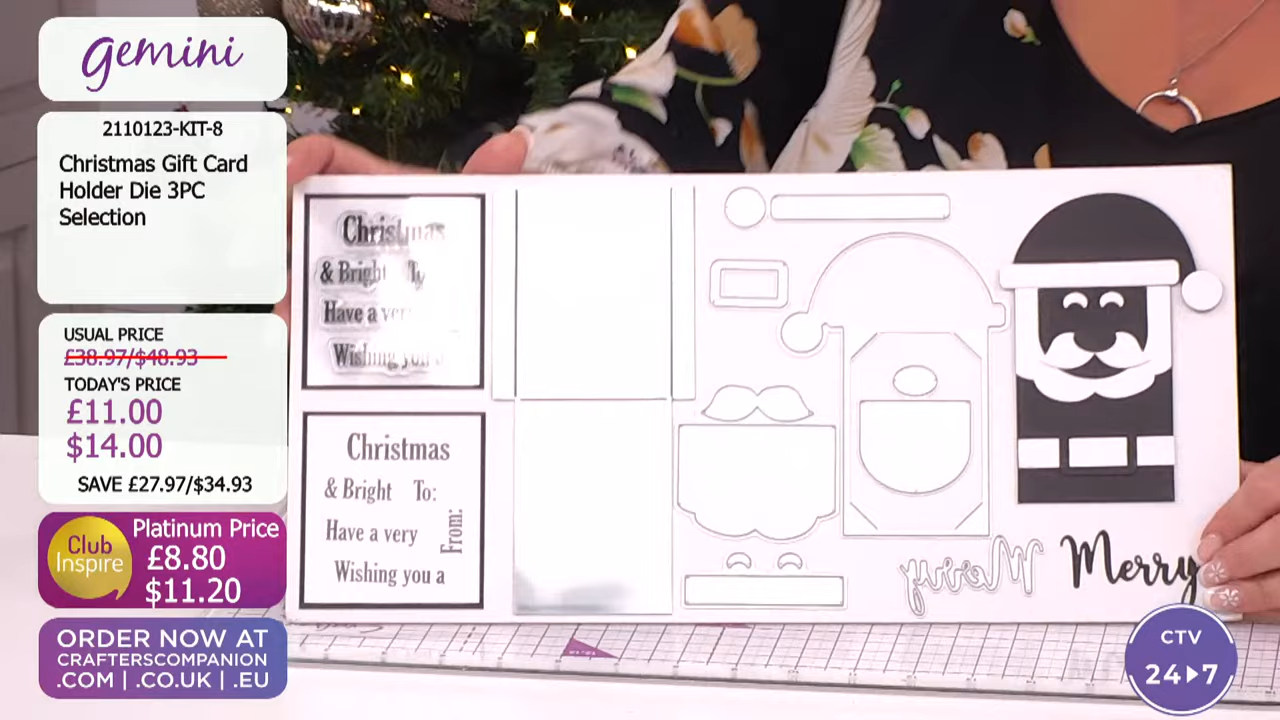 gemini
2110123-KIT-8
Christmas Gift Card
Holder Die 3PC
Selection
USUAL PRICE
£38.97/$48.93
TODAY'S PRICE
£11.00
$14.00
SAVE £27.97/$34.93
Club
Inspire
Platinum Price
£8.80
$11.20
ORDER NOW AT
CRAFTERSCOMPANION
.COM | .CO.UK | .EU
Christmas
& Bright To
Have a ver
Wishing you a
Christmas
& Bright To:
From:
Have a very
Wishing you a
Merry
Merry
CTV
24▶7